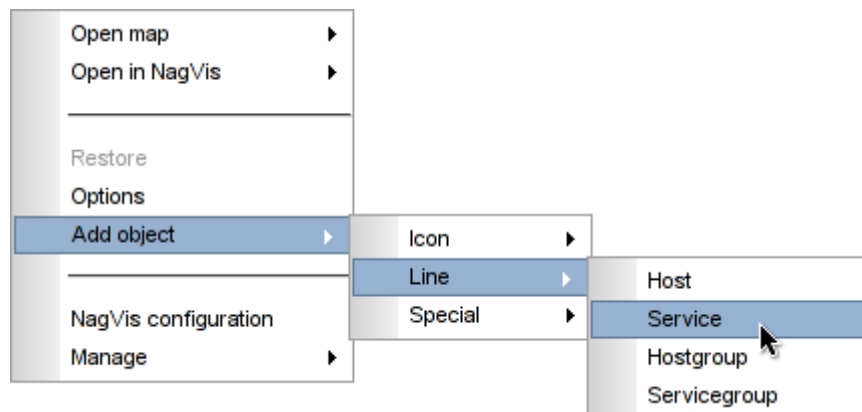 Open map
Open in NagVis
Restore
Options
Add object
NagVis configuration
Manage
Icon
Line
Special
Host
Service
Hostgroup
Servicegroup